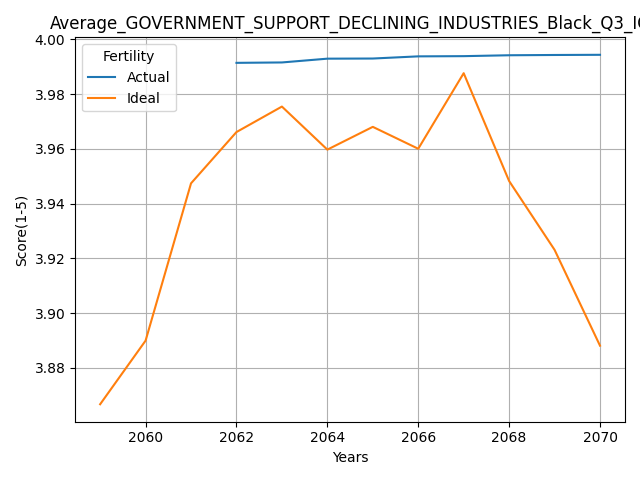 Average_GOVERNMENT_SUPPORT_DECLINING_INDUSTRIES_Black_Q3_I
Fertility
Actual
Ideal
Score(1-5)
4.00
3.98
3.96
3.94
3.92
3.90
3.88
2060 2062 2064 2066 2068 2070
Years